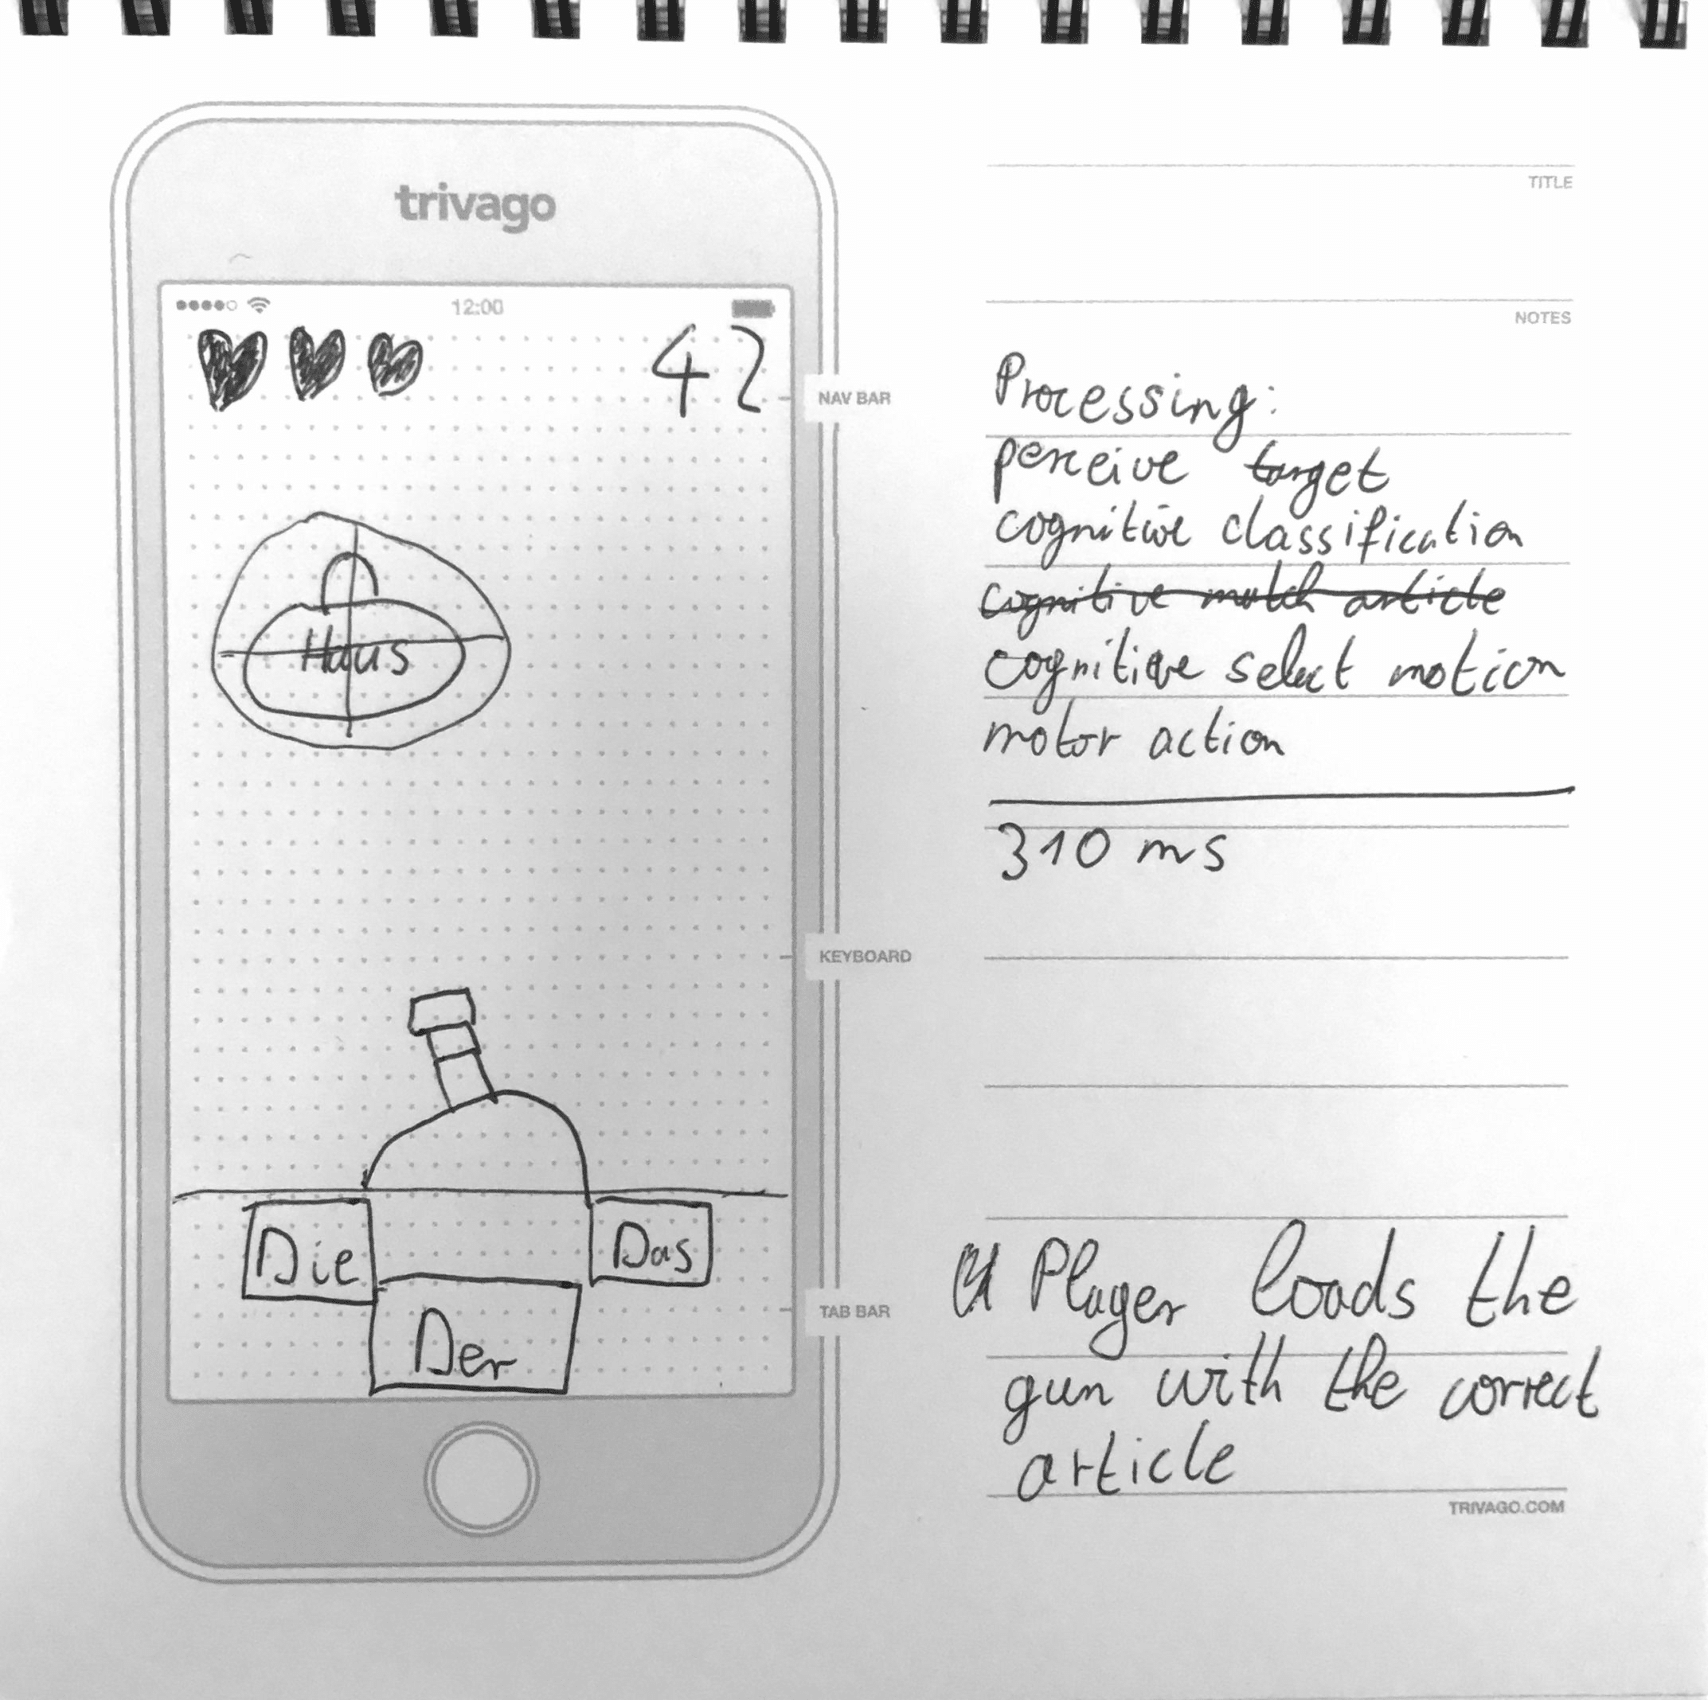 trivago
12:00
42
NAV BAR
Haus
KEYBOARD
Die
Das
Der
TAB BAR
TITLE
NOTES
Processing:
perceive target
cognitive classification
cognitive match article
cognitive select motion
motor action
310 ms
Player loads the
gun with the correct
article
TRIVAGO.COM